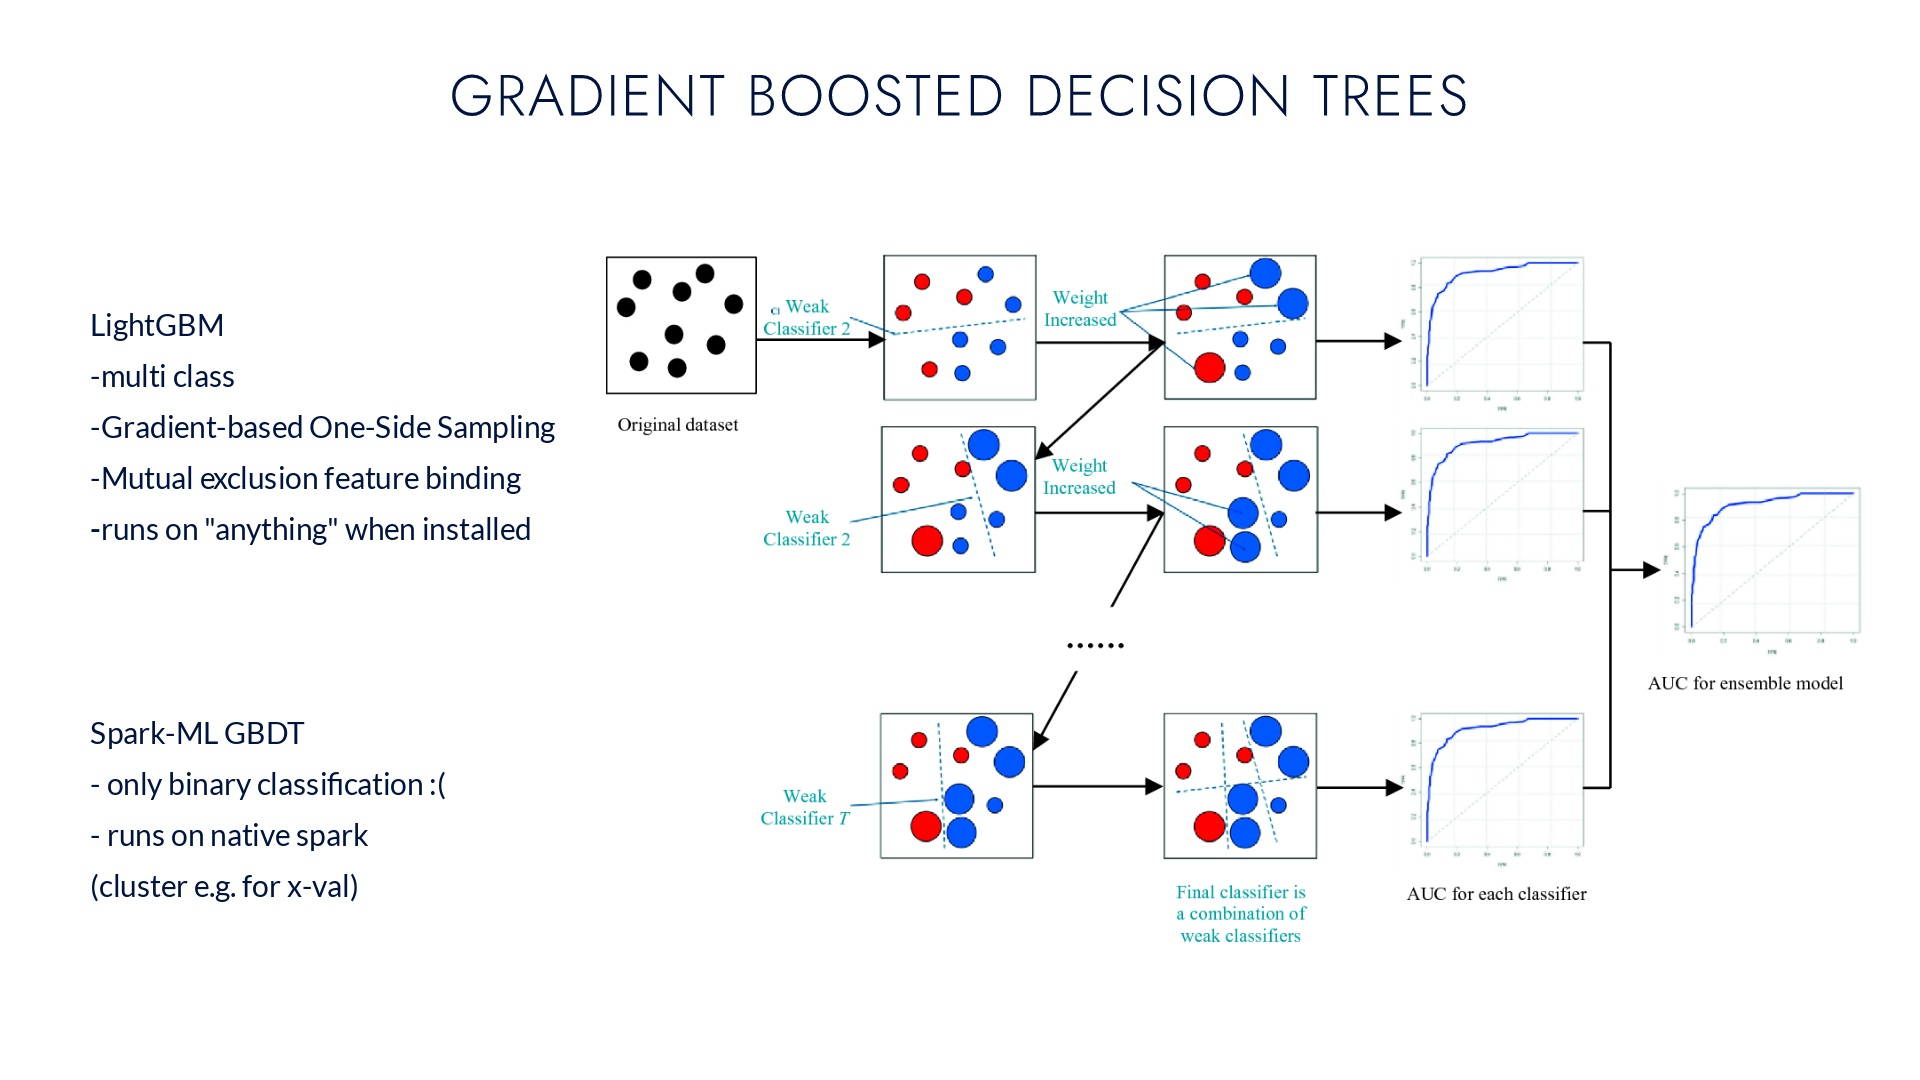 GRADIENT BOOSTED DECISION TREES
LightGBM
-multi class
-Gradient-based One-Side Sampling
-Mutual exclusion feature binding
-runs on "anything" when installed
Spark-ML GBDT
- only binary classification :(
- runs on native spark
(cluster e.g. for x-val)
Original dataset
Weak
Classifier 2
Weight
Increased
Weak
Classifier 2
Weight
Increased
......
Weak
Classifier T
Final classifier is
a combination of
weak classifiers
AUC for each classifier
AUC for ensemble model